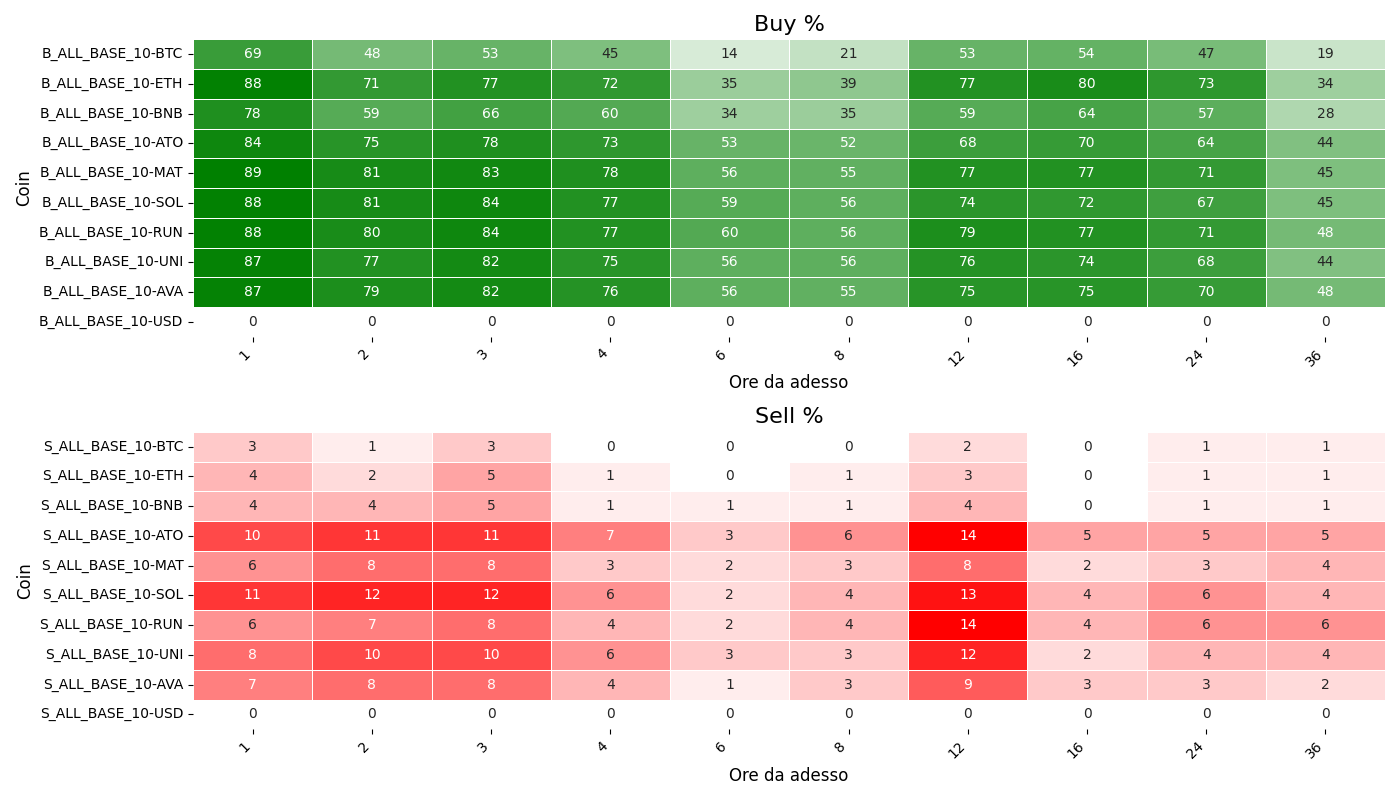 Buy %
Coin
B_ALL_BASE_10-BTC 69 48 53 45 14 21 53 54 47 19
B_ALL_BASE_10-ETH 88 71 77 72 35 39 77 80 73 34
B_ALL_BASE_10-BNB 78 59 66 60 34 35 59 64 57 28
B_ALL_BASE_10-ATO 84 75 78 73 53 52 68 70 64 44
B_ALL_BASE_10-MAT 89 81 83 78 56 55 77 77 71 45
B_ALL_BASE_10-SOL 88 81 84 77 59 56 74 72 67 45
B_ALL_BASE_10-RUN 88 80 84 77 60 56 79 77 71 48
B_ALL_BASE_10-UNI 87 77 82 75 56 56 76 74 68 44
B_ALL_BASE_10-AVA 87 79 82 76 56 55 75 75 70 48
B_ALL_BASE_10-USD 0 0 0 0 0 0 0 0 0 0
1 2 3 4 6 8 12 16 24 36
Ore da adesso
Sell %
Coin
S_ALL_BASE_10-BTC 3 1 3 0 0 0 2 0 1 1
S_ALL_BASE_10-ETH 4 2 5 1 0 1 3 0 1 1
S_ALL_BASE_10-BNB 4 4 5 1 1 1 4 0 1 1
S_ALL_BASE_10-ATO 10 11 11 7 3 6 14 5 5 5
S_ALL_BASE_10-MAT 6 8 8 3 2 3 8 2 3 4
S_ALL_BASE_10-SOL 11 12 12 6 2 4 13 4 6 4
S_ALL_BASE_10-RUN 6 7 8 4 2 4 14 4 6 6
S_ALL_BASE_10-UNI 8 10 10 6 3 3 12 2 4 4
S_ALL_BASE_10-AVA 7 8 8 4 1 3 9 3 3 2
S_ALL_BASE_10-USD 0 0 0 0 0 0 0 0 0 0
1 2 3 4 6 8 12 16 24 36
Ore da adesso